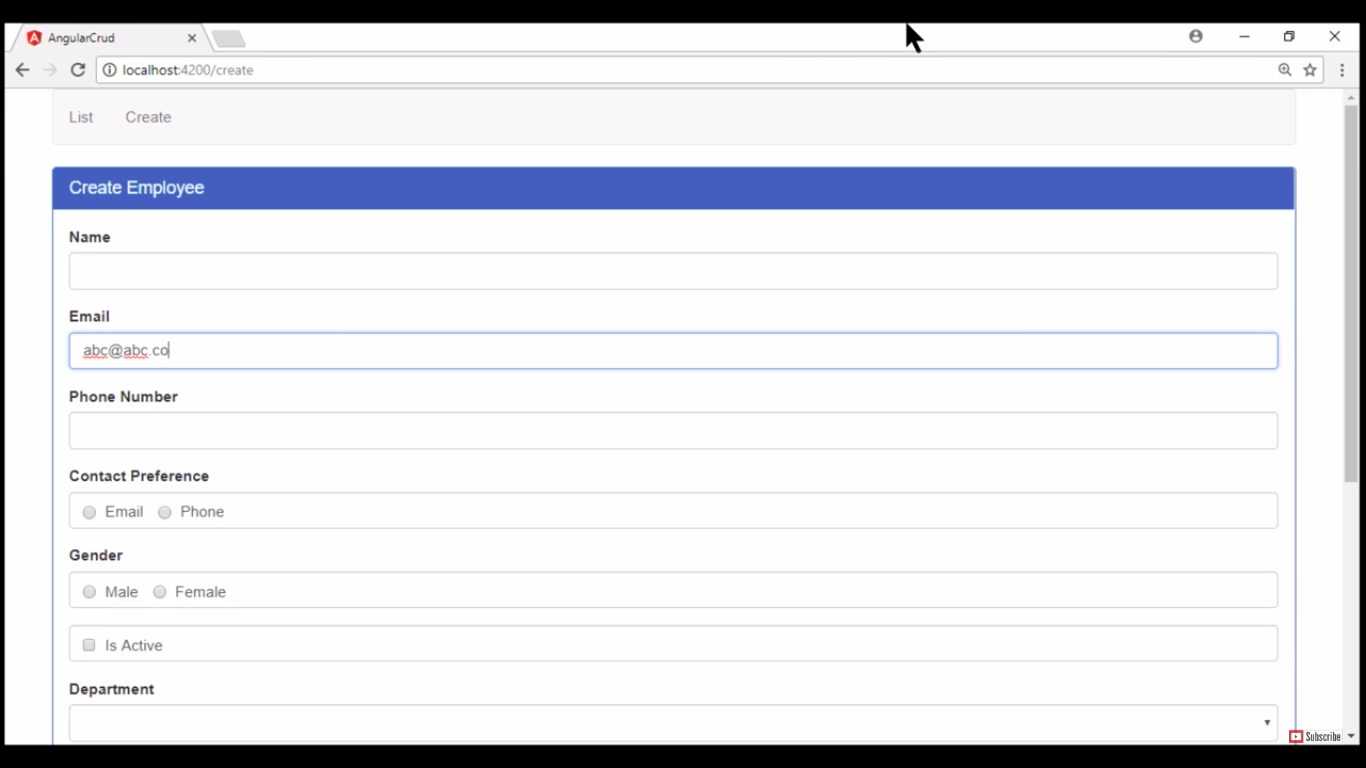 AngularCrud
localhost:4200/create
List Create
Create Employee
Name
Email
abc@abc.co
Phone Number
Contact Preference
Email Phone
Gender
Male Female
Is Active
Department
Subscribe